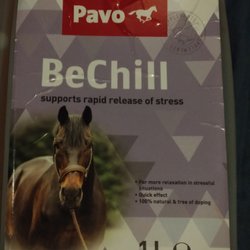 Pavo
BeChill
supports rapid release of stress
• For more relaxation in stressful
situations
• Quick effect
• 100% natural & free of doping
1L